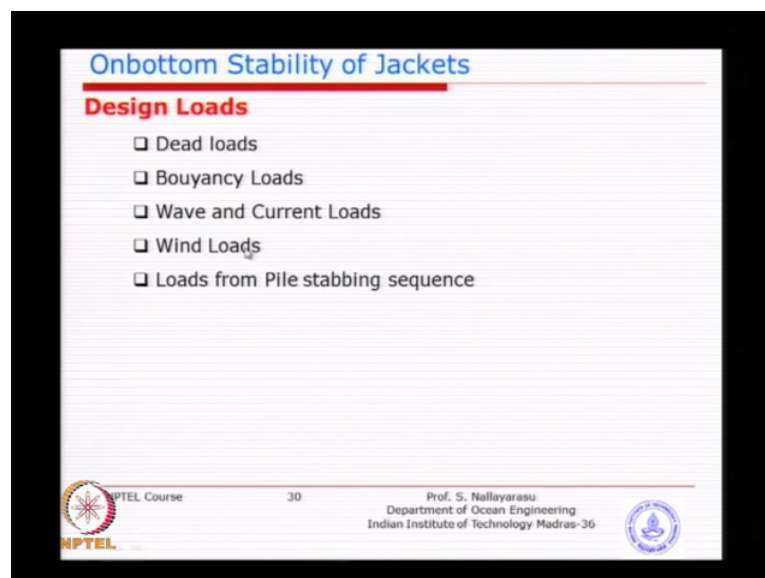 Onbottom Stability of Jackets
Design Loads
❑ Dead loads
❑ Bouyancy Loads
❑ Wave and Current Loads
❑ Wind Loads
❑ Loads from Pile stabbing sequence
NPTEL Course 30 Prof. S. Nallayarasu
Department of Ocean Engineering
Indian Institute of Technology Madras-36
NPTEL